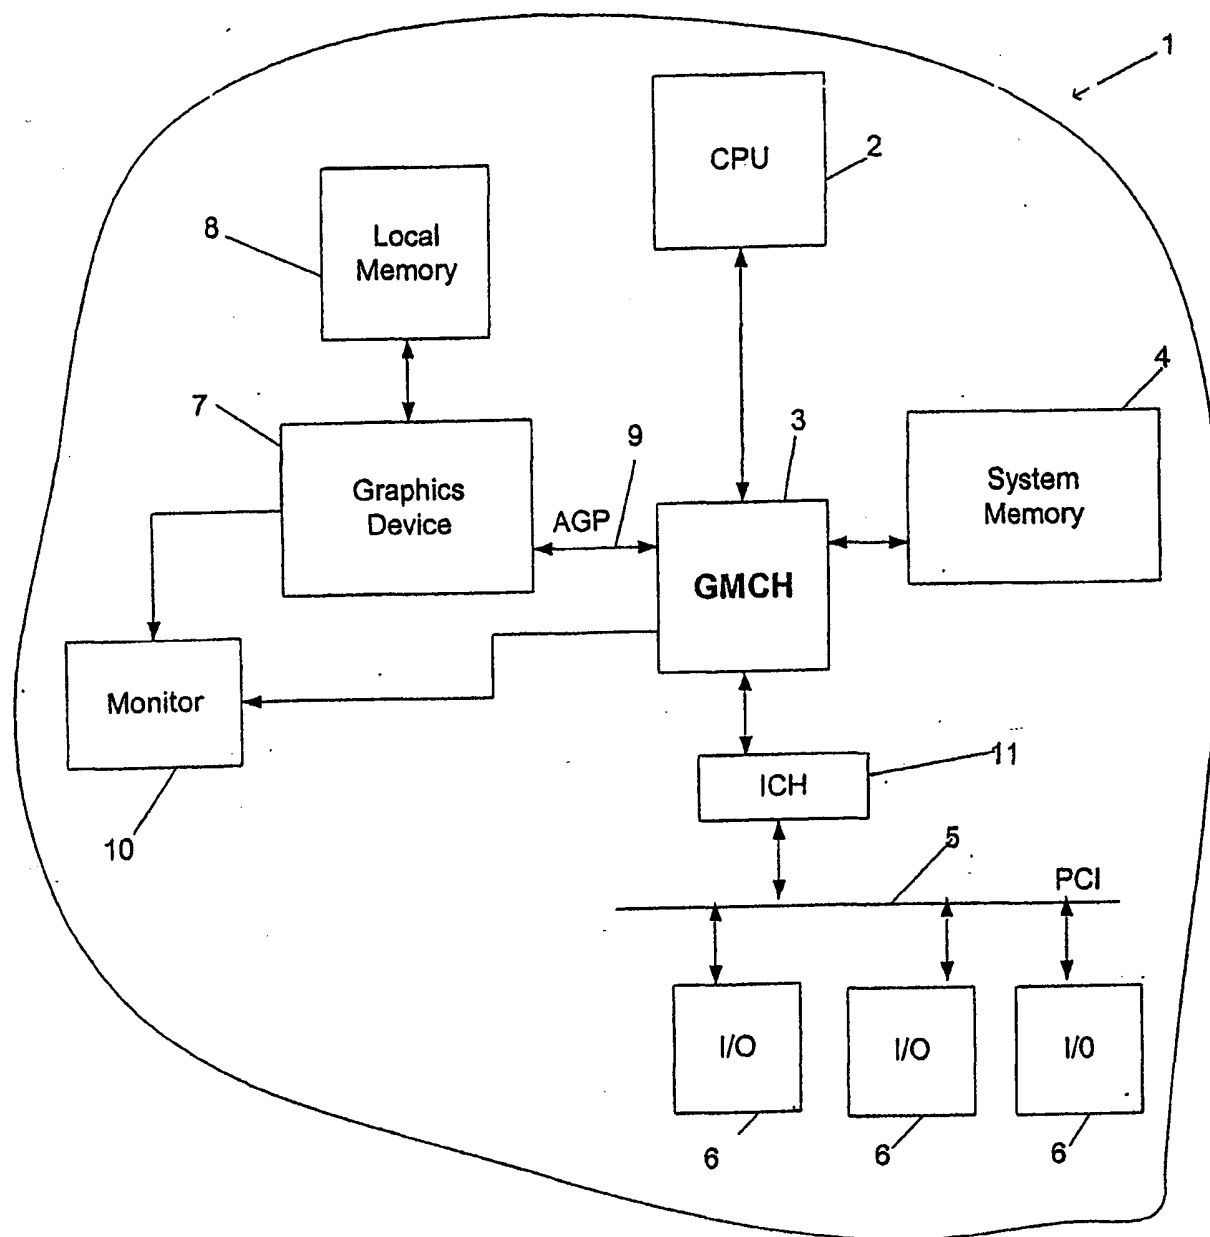 1
CPU
2
8
Local
Memory
4
7
3
9
System
Memory
Graphics
Device
AGP
GMCH
Monitor
11
ICH
10
5
PCI
I/O
I/O
I/0
6
6
6